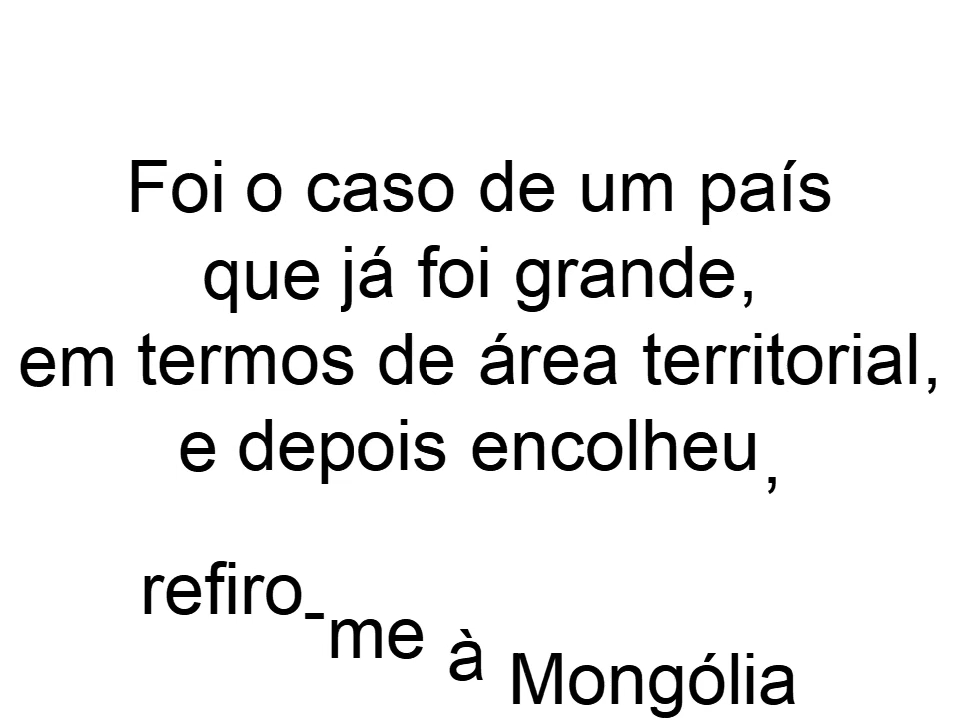 Foi o caso de um país
que já foi grande,
em termos de área territorial,
e depois encolheu,
refiro-me à Mongólia